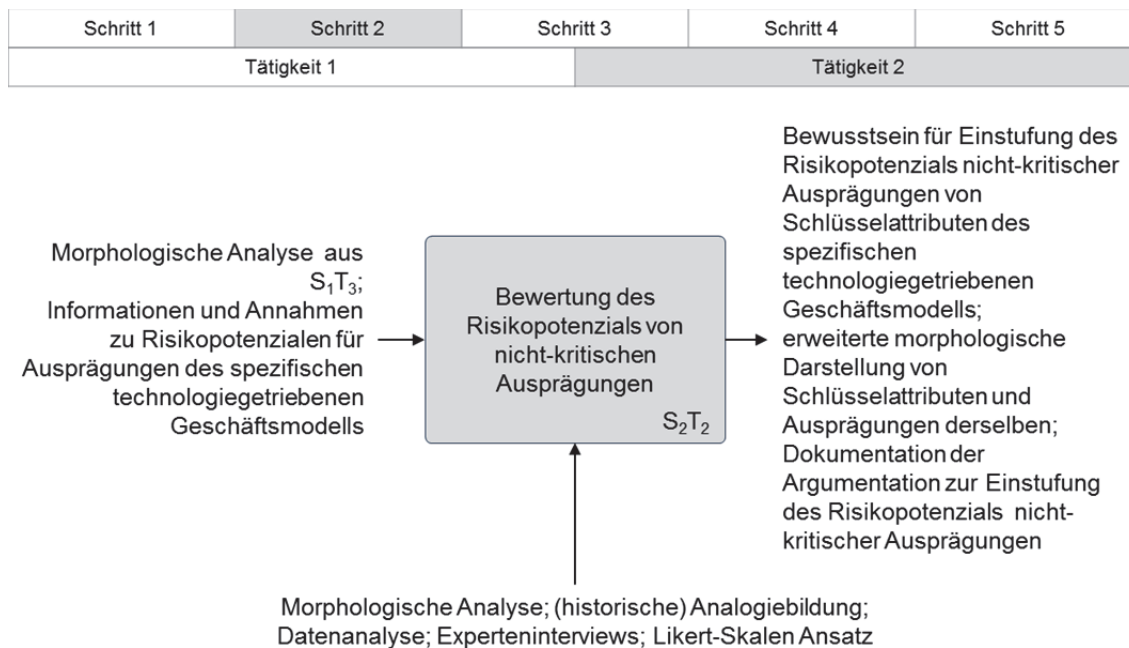 Schritt 1 Schritt 2 Schritt 3 Schritt 4 Schritt 5
Tätigkeit 1 Tätigkeit 2
Morphologische Analyse aus
S₁T₃;
Informationen und Annahmen
zu Risikopotenzialen für
Ausprägungen des spezifischen
technologiegetriebenen
Geschäftsmodells
Bewertung des
Risikopotenzials von
nicht-kritischen
Ausprägungen
S₂T₂
Bewusstsein für Einstufung des
Risikopotenzials nicht-kritischer
Ausprägungen von
Schlüsselattributen des
spezifischen
technologiegetriebenen
Geschäftsmodells;
erweiterte morphologische
Darstellung von
Schlüsselattributen und
Ausprägungen derselben;
Dokumentation der
Argumentation zur Einstufung
des Risikopotenzials nicht-
kritischer Ausprägungen
Morphologische Analyse; (historische) Analogiebildung;
Datenanalyse; Experteninterviews; Likert-Skalen Ansatz